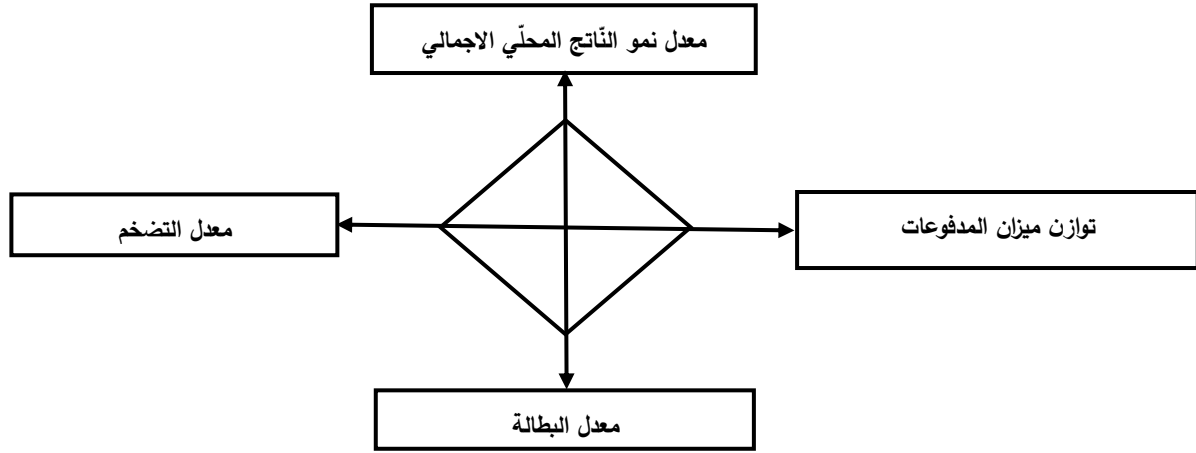 معدل نمو النّاتج المحلّي الاجمالي
توازن ميزان المدفوعات
معدل التضخم
معدل البطالة